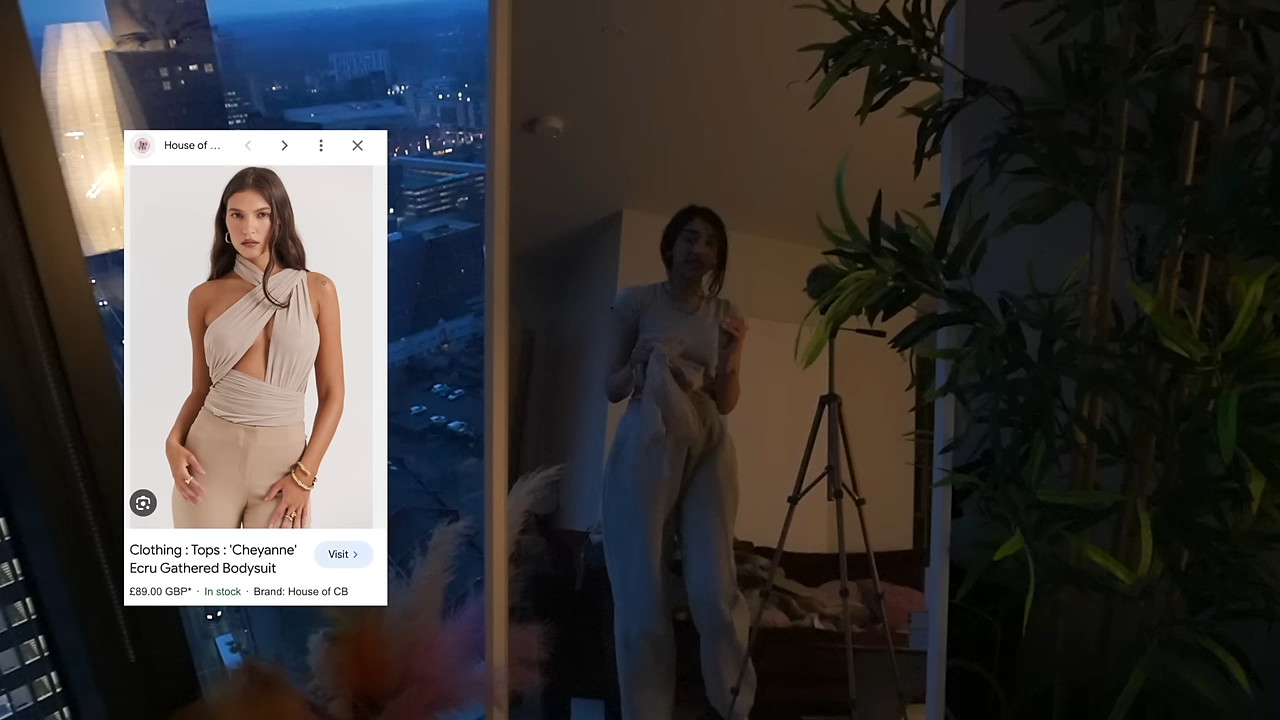 House of ...
Clothing : Tops : 'Cheyanne'
Ecru Gathered Bodysuit
Visit >
£89.00 GBP* · In stock · Brand: House of CB